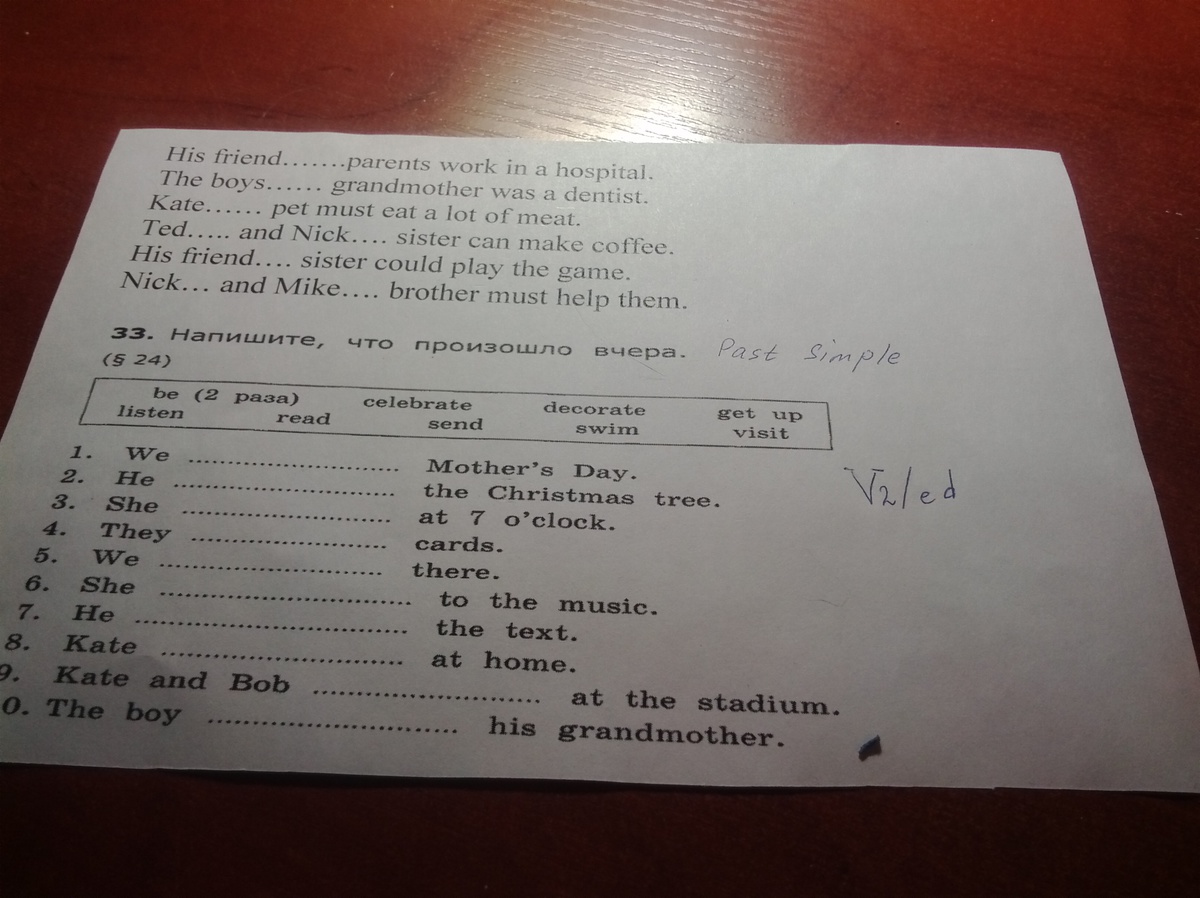 His friend.......parents work in a hospital.
The boys...... grandmother was a dentist.
Kate...... pet must eat a lot of meat.
Ted..... and Nick.... sister can make coffee.
His friend.... sister could play the game.
Nick... and Mike.... brother must help them.
33. Напишите, что произошло вчера. Past Simple
(§ 24)
be (2 раза) celebrate decorate get up
listen read send swim visit
1. We .............................. Mother's Day.
2. He .............................. the Christmas tree. V2/ed
3. She .............................. at 7 o'clock.
4. They .............................. cards.
5. We .............................. there.
6. She .............................. to the music.
7. He .............................. the text.
8. Kate .............................. at home.
9. Kate and Bob .............................. at the stadium.
0. The boy .............................. his grandmother.